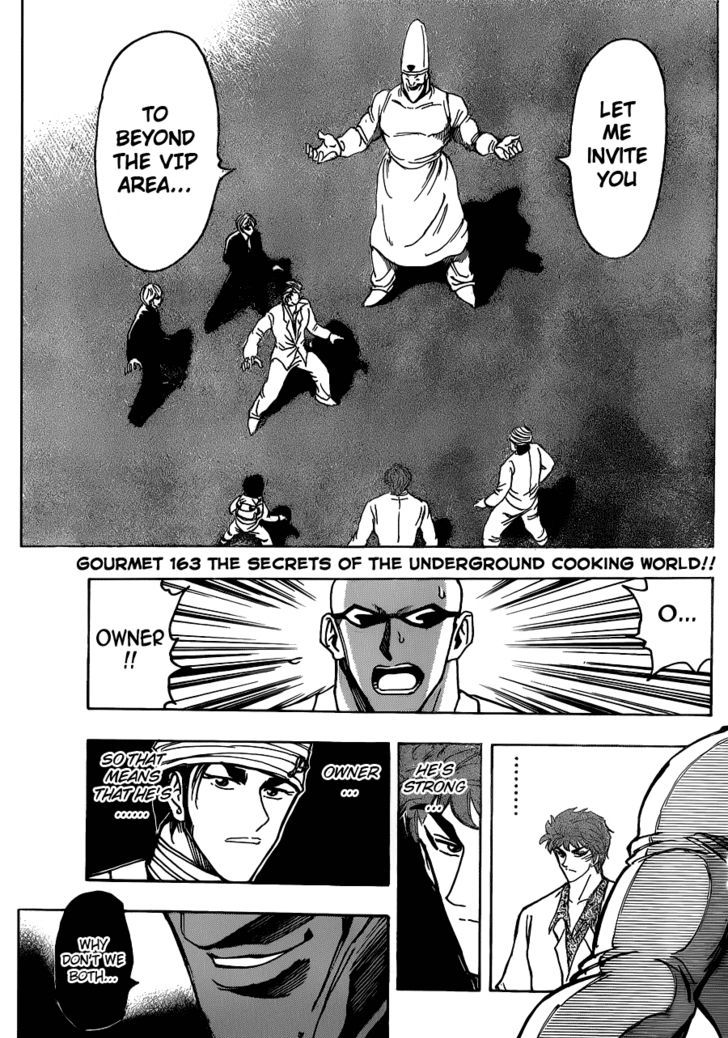 LET
ME
INVITE
YOU
TO
BEYOND
THE VIP
AREA...
GOURMET 163 THE SECRETS OF THE UNDERGROUND COOKING WORLD!!
O...
OWNER
!!
.........
HE'S
STRONG
...
OWNER
...
SO THAT
MEANS
THAT HE'S
......
WHY
DON'T WE
BOTH...